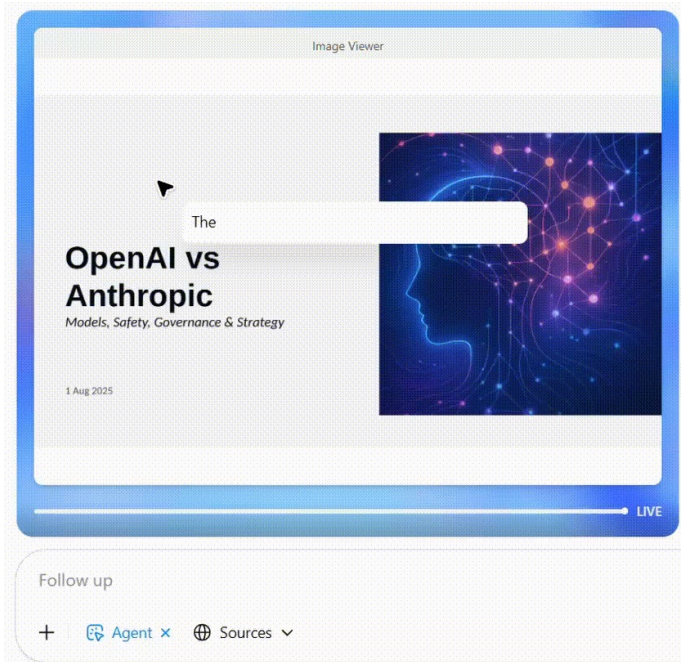 Image Viewer
The
OpenAI vs
Anthropic
Models, Safety, Governance & Strategy
1 Aug 2025
LIVE
Follow up
Agent
Sources